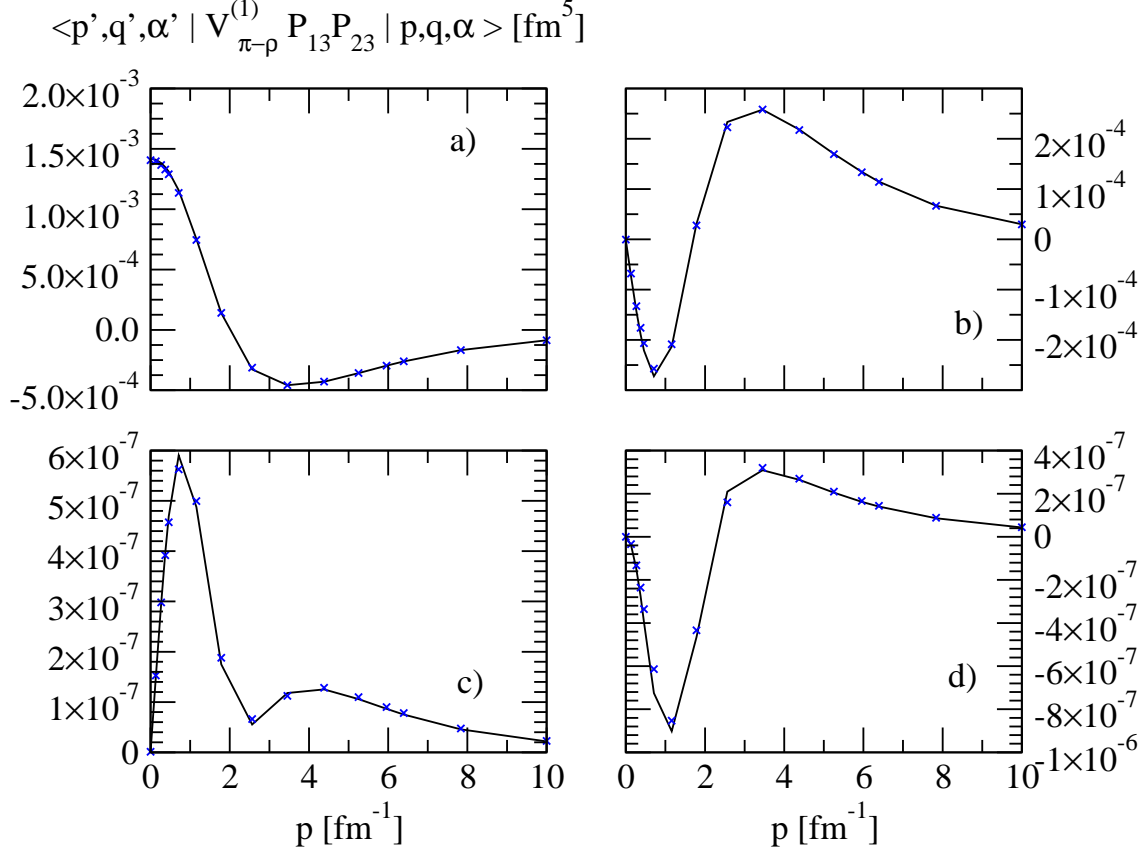 <p’,q’,α’ | V^(1)_π−ρ P_13 P_23 | p,q,α > [fm^5]
2.0×10^-3
1.5×10^-3
1.0×10^-3
5.0×10^-4
0.0
-5.0×10^-4
a)
2×10^-4
1×10^-4
0
-1×10^-4
-2×10^-4
b)
6×10^-7
5×10^-7
4×10^-7
3×10^-7
2×10^-7
1×10^-7
0
c)
0 2 4 6 8 10
p [fm^-1]
4×10^-7
2×10^-7
0
-2×10^-7
-4×10^-7
-6×10^-7
-8×10^-7
-1×10^-6
d)
0 2 4 6 8 10
p [fm^-1]